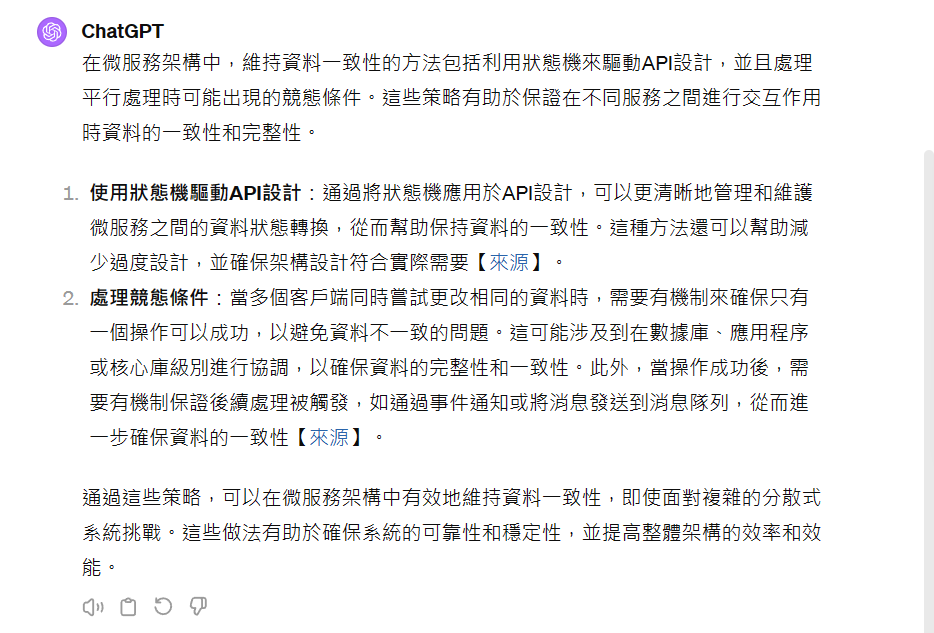 ChatGPT
在微服務架構中，維持資料一致性的方法包括利用狀態機來驅動API設計，並且處理
平行處理時可能出現的競態條件。這些策略有助於保證在不同服務之間進行交互作用
時資料的一致性和完整性。
1. 使用狀態機驅動API設計：通過將狀態機應用於API設計，可以更清晰地管理和維護
微服務之間的資料狀態轉換，從而幫助保持資料的一致性。這種方法還可以幫助減
少過度設計，並確保架構設計符合實際需要【來源】。
2. 處理競態條件：當多個客戶端同時嘗試更改相同的資料時，需要有機制來確保只有
一個操作可以成功，以避免資料不一致的問題。這可能涉及到在數據庫、應用程序
或核心庫級別進行協調，以確保資料的完整性和一致性。此外，當操作成功後，需
要有機制保證後續處理被觸發，如通過事件通知或將消息發送到消息隊列，從而進
一步確保資料的一致性【來源】。
通過這些策略，可以在微服務架構中有效地維持資料一致性，即使面對複雜的分散式
系統挑戰。這些做法有助於確保系統的可靠性和穩定性，並提高整體架構的效率和效
能。